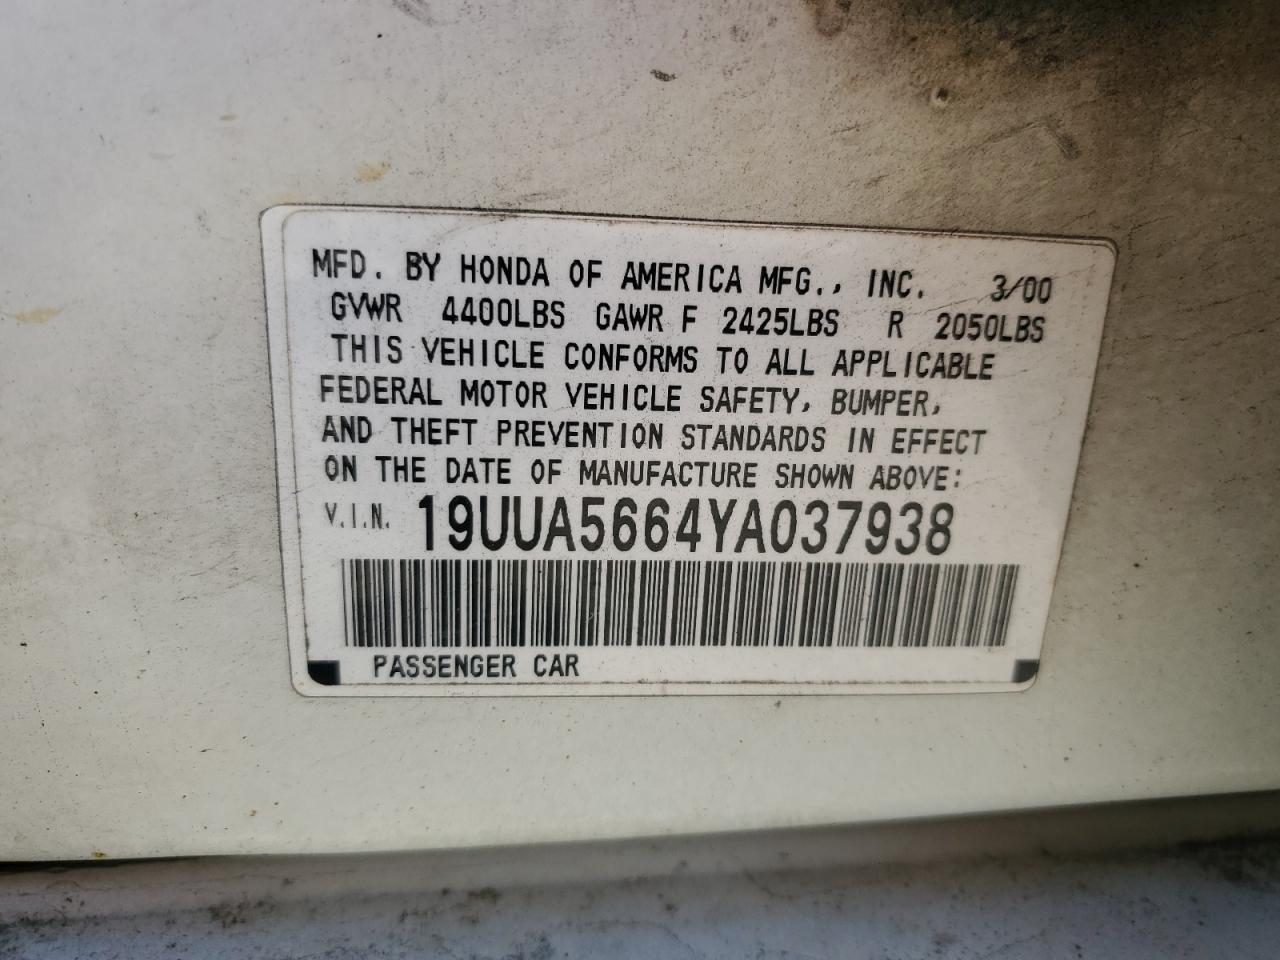 MFD. BY HONDA OF AMERICA MFG., INC. 3/00
GVWR 4400LBS GAWR F 2425LBS R 2050LBS
THIS VEHICLE CONFORMS TO ALL APPLICABLE
FEDERAL MOTOR VEHICLE SAFETY, BUMPER,
AND THEFT PREVENTION STANDARDS IN EFFECT
ON THE DATE OF MANUFACTURE SHOWN ABOVE:
V.I.N. 19UUA5664YA037938
PASSENGER CAR